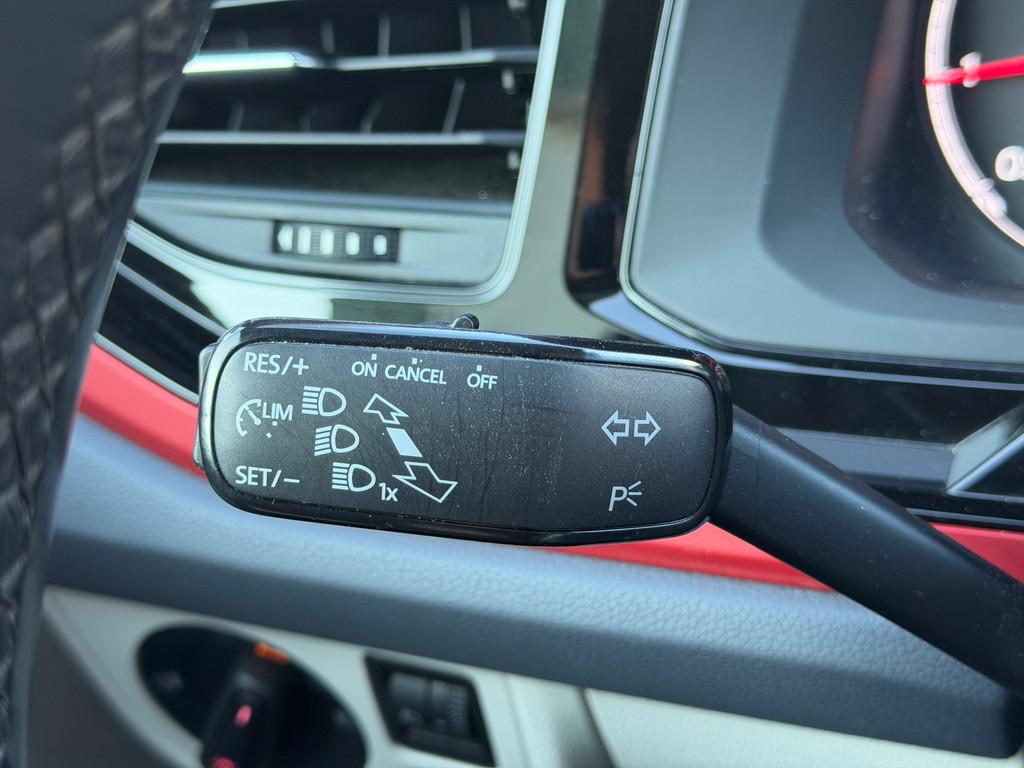 RES/+
ON CANCEL OFF
LIM
SET/-
1x
P